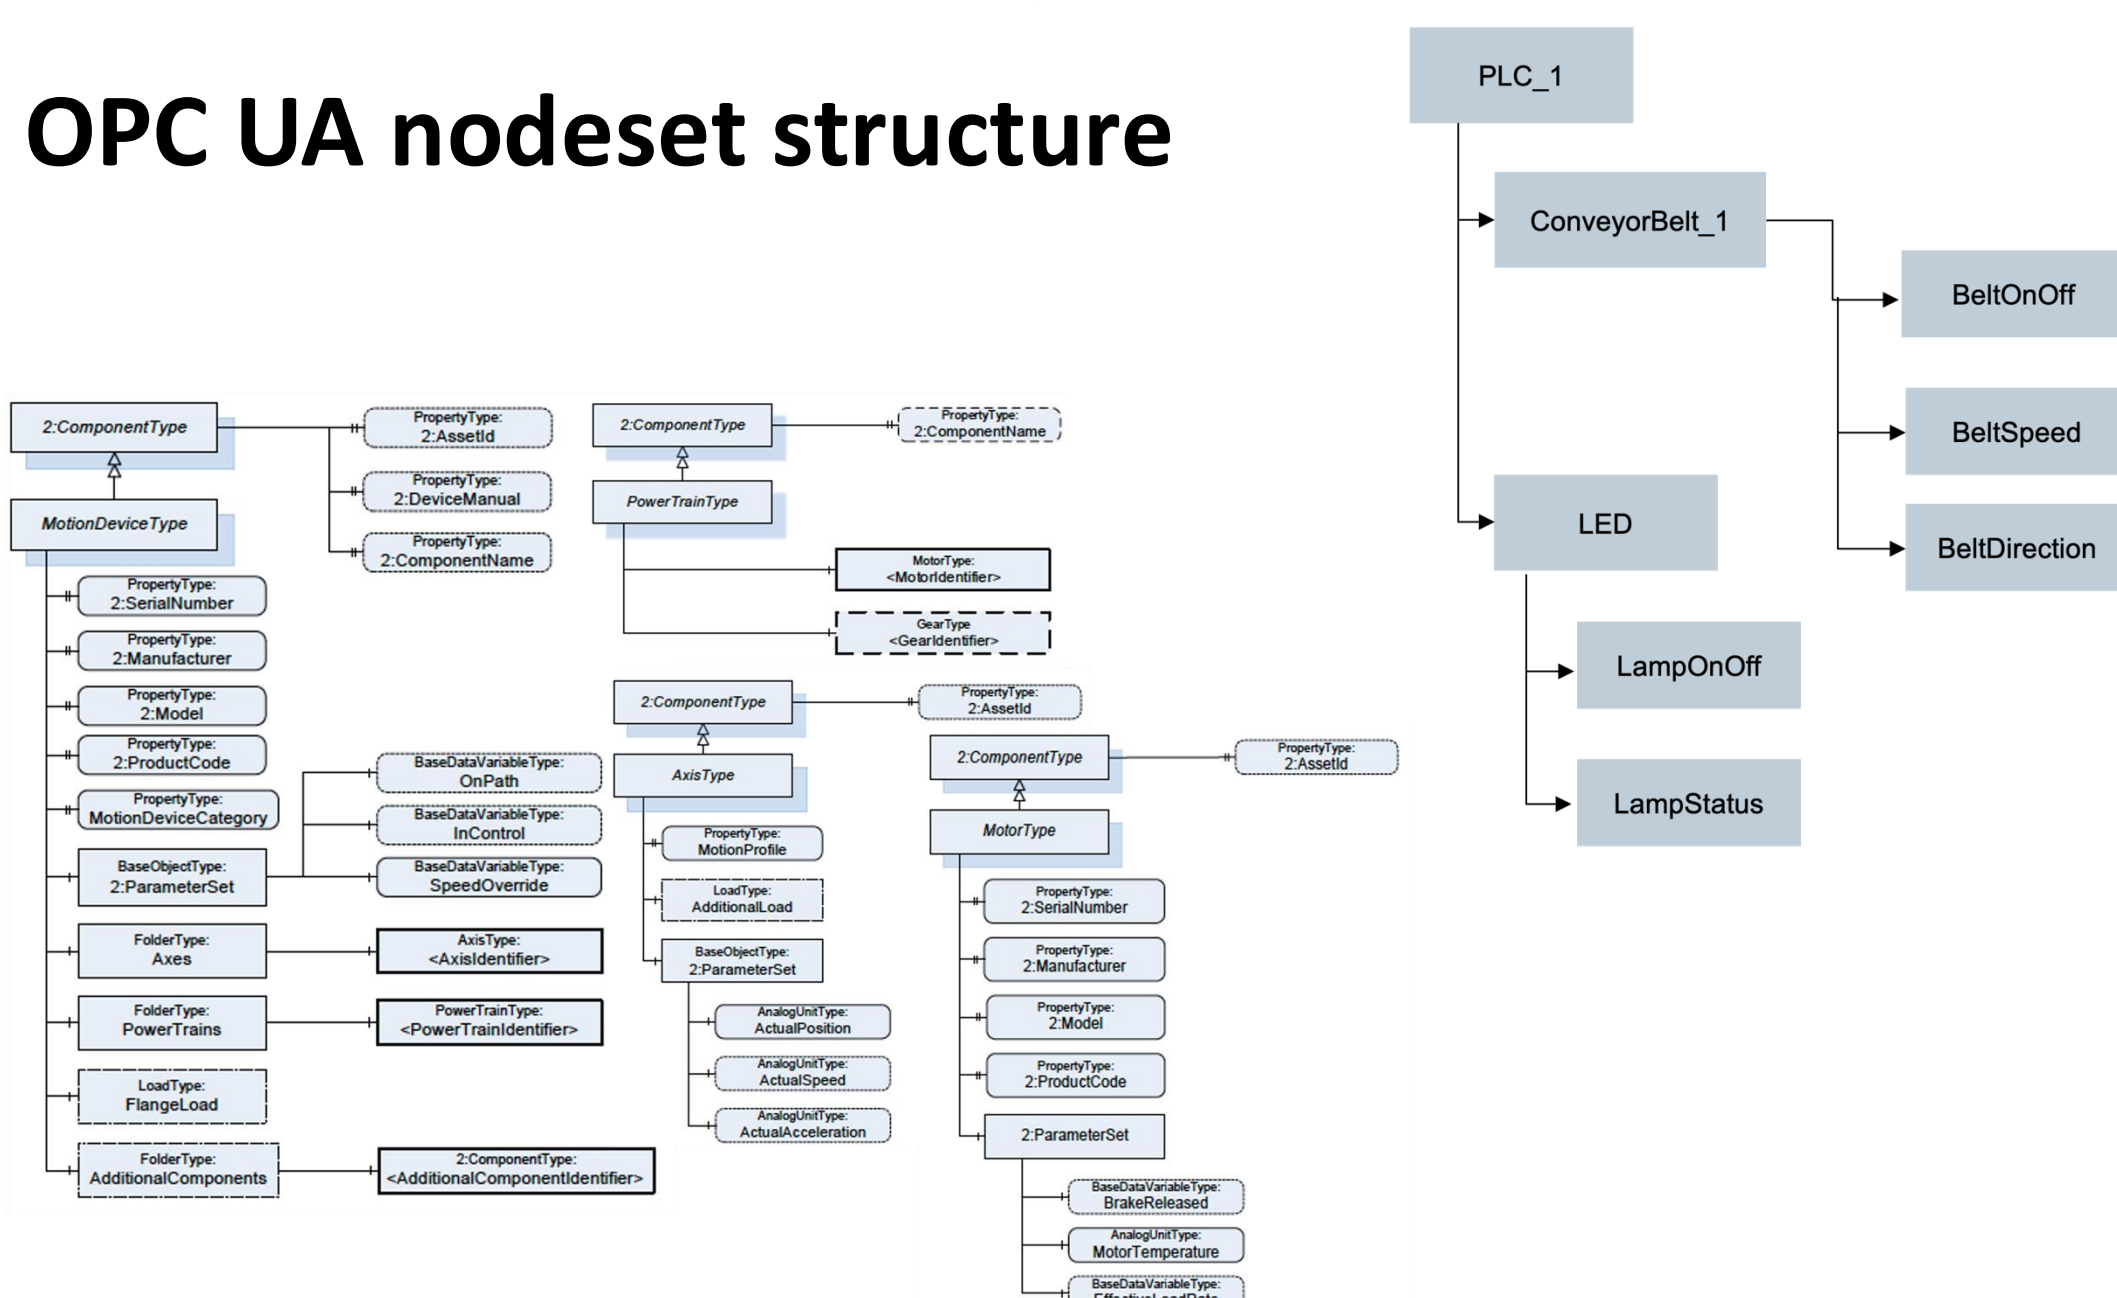 OPC UA nodeset structure
PLC_1
ConveyorBelt_1
BeltOnOff
BeltSpeed
BeltDirection
LED
LampOnOff
LampStatus
2:ComponentType
PropertyType:
2:AssetId
PropertyType:
2:DeviceManual
PropertyType:
2:ComponentName
MotionDeviceType
PropertyType:
2:SerialNumber
PropertyType:
2:Manufacturer
PropertyType:
2:Model
PropertyType:
2:ProductCode
PropertyType:
MotionDeviceCategory
BaseObjectType:
2:ParameterSet
BaseDataVariableType:
OnPath
BaseDataVariableType:
InControl
BaseDataVariableType:
SpeedOverride
FolderType:
Axes
AxisType:
<AxisIdentifier>
FolderType:
PowerTrains
PowerTrainType:
<PowerTrainIdentifier>
LoadType:
FlangeLoad
FolderType:
AdditionalComponents
2:ComponentType:
<AdditionalComponentIdentifier>
2:ComponentType
PropertyType:
2:ComponentName
PowerTrainType
MotorType:
<MotorIdentifier>
GearType
<GearIdentifier>
2:ComponentType
PropertyType:
2:AssetId
AxisType
PropertyType:
MotionProfile
LoadType:
AdditionalLoad
BaseObjectType:
2:ParameterSet
AnalogUnitType:
ActualPosition
AnalogUnitType:
ActualSpeed
AnalogUnitType:
ActualAcceleration
2:ComponentType
PropertyType:
2:AssetId
MotorType
PropertyType:
2:SerialNumber
PropertyType:
2:Manufacturer
PropertyType:
2:Model
PropertyType:
2:ProductCode
2:ParameterSet
BaseDataVariableType:
BrakeReleased
AnalogUnitType:
MotorTemperature
BaseDataVariableType: